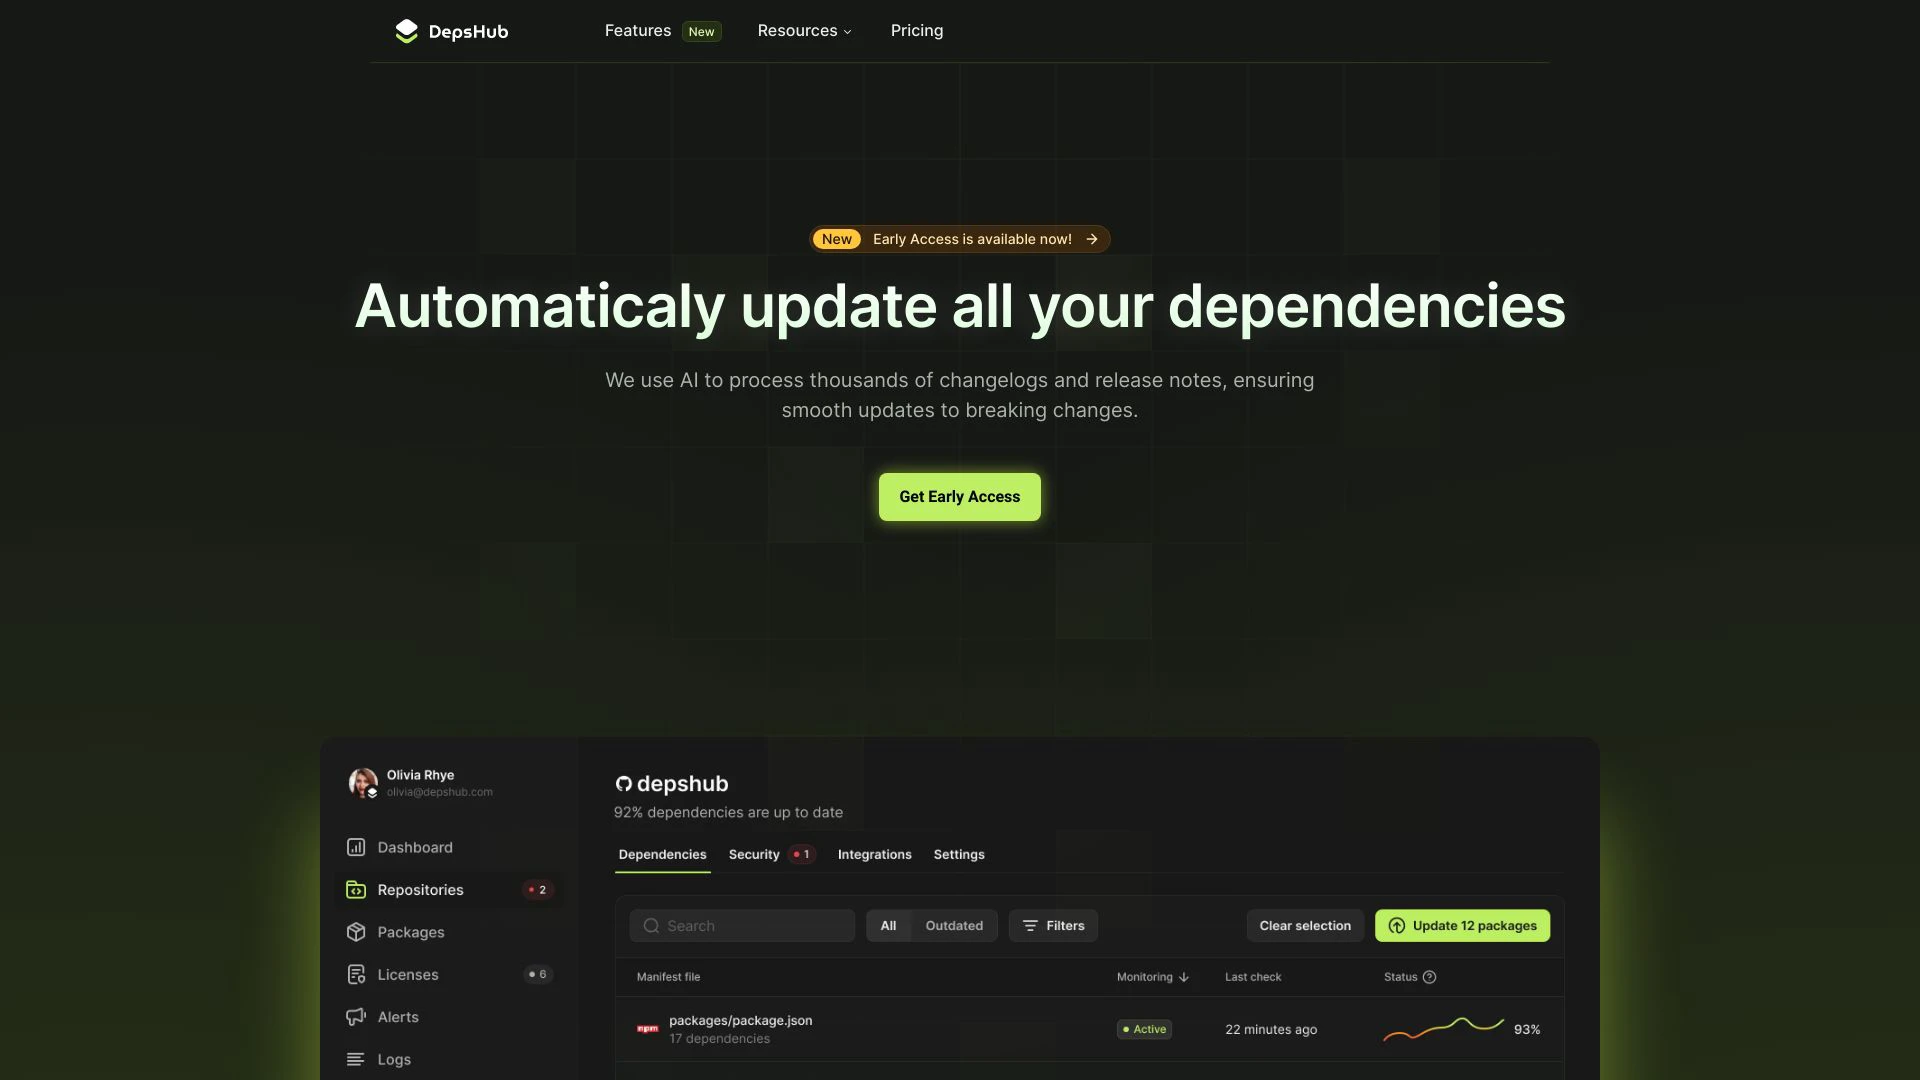 DepsHub
Features New Resources Pricing
New Early Access is available now!
Automaticaly update all your dependencies
We use AI to process thousands of changelogs and release notes, ensuring
smooth updates to breaking changes.
Get Early Access
Olivia Rhye
olivia@depshub.com
Dashboard
Repositories 2
Packages
Licenses 6
Alerts
Logs
depshub
92% dependencies are up to date
Dependencies Security 1 Integrations Settings
Search All Outdated Filters Clear selection Update 12 packages
Manifest file Monitoring Last check Status
npm packages/package.json Active 22 minutes ago 93%
17 dependencies